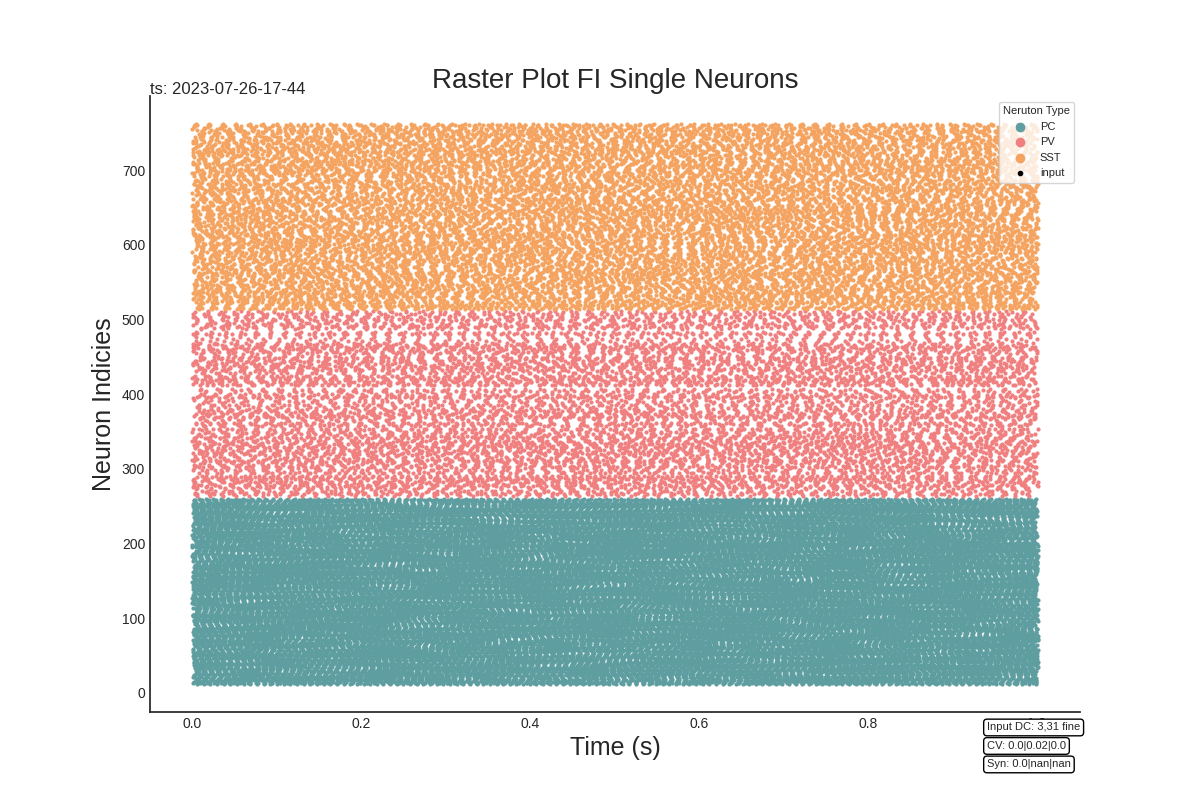 Raster Plot FI Single Neurons
ts: 2023-07-26-17-44
Neruton Type
PC
PV
SST
input
Neuron Indicies
700
600
500
400
300
200
100
0
0.0 0.2 0.4 0.6 0.8
Time (s)
Input DC: 3,31 fine
CV: 0.0|0.02|0.0
Syn: 0.0|nan|nan